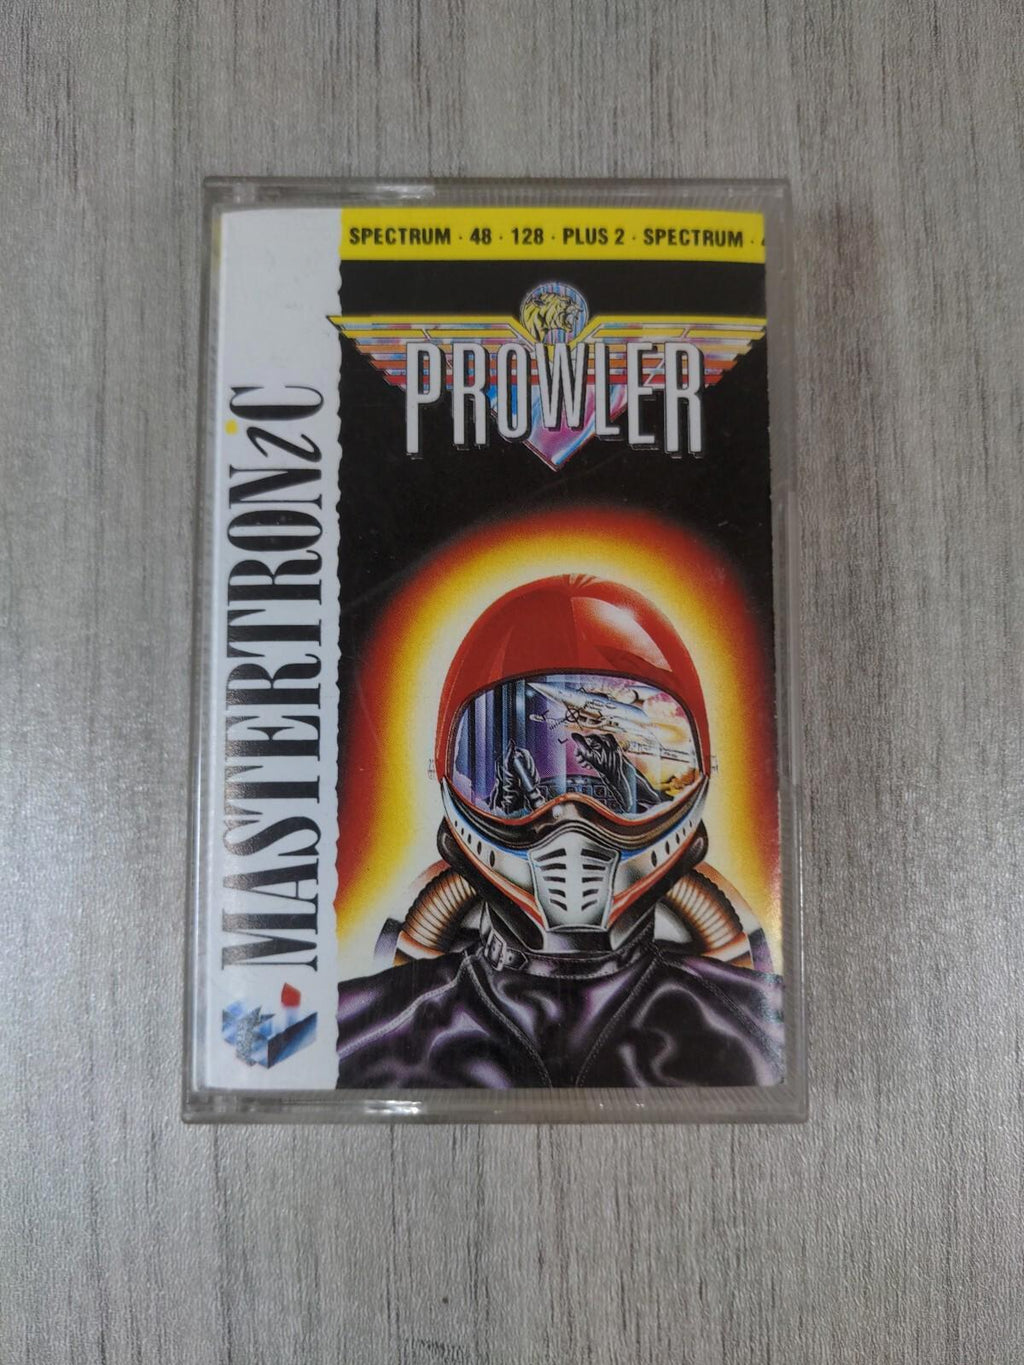 SPECTRUM · 48 · 128 · PLUS 2 · SPECTRUM ·
PROWLER
MASTERTRONiC